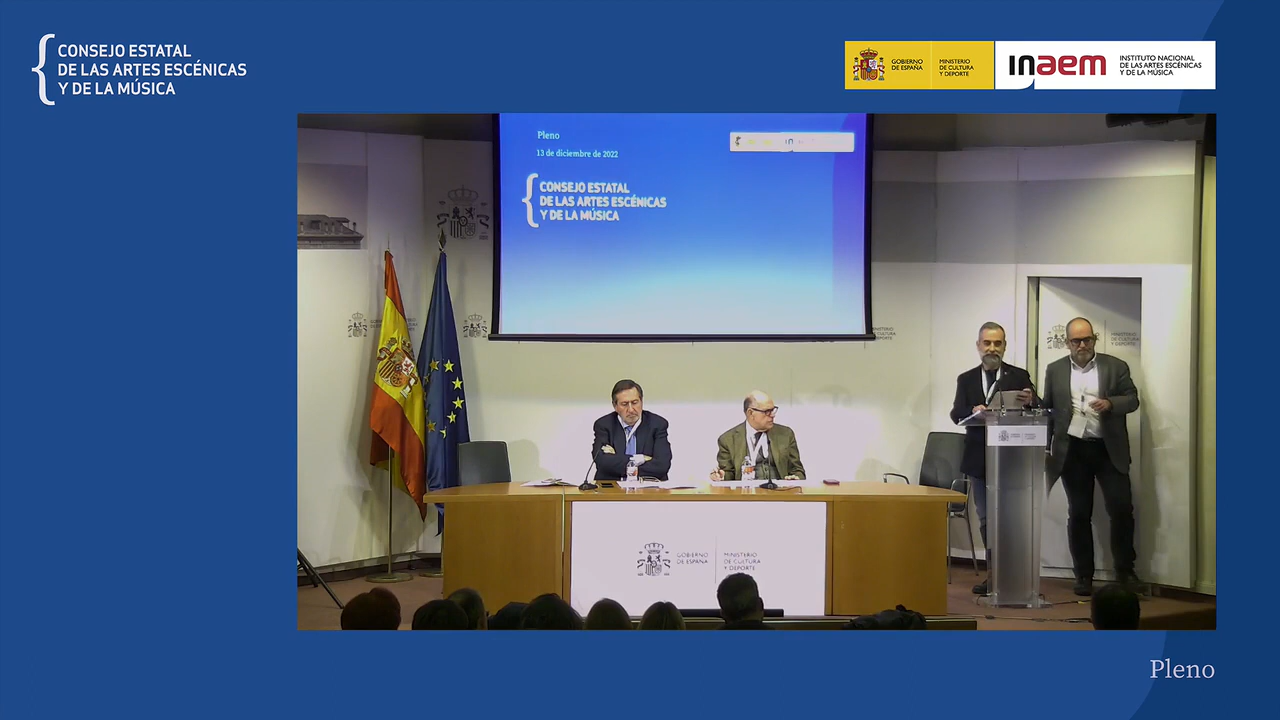 CONSEJO ESTATAL
DE LAS ARTES ESCÉNICAS
Y DE LA MÚSICA
GOBIERNO
DE ESPAÑA
MINISTERIO
DE CULTURA
Y DEPORTE
inaem
INSTITUTO NACIONAL
DE LAS ARTES ESCÉNICAS
Y DE LA MÚSICA
Pleno
13 de diciembre de 2022
CONSEJO ESTATAL
DE LAS ARTES ESCÉNICAS
Y DE LA MÚSICA
GOBIERNO
DE ESPAÑA
MINISTERIO
DE CULTURA
Y DEPORTE
Pleno